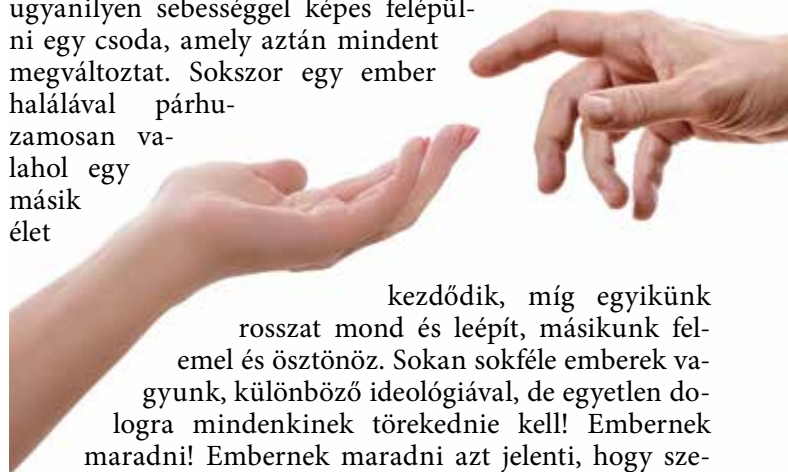 ugyanilyen sebességgel képes felépül-
ni egy csoda, amely aztán mindent
megváltoztat. Sokszor egy ember
halálával párhu-
zamosan va-
lahol egy
másik
élet
kezdődik, míg egyikünk
rosszat mond és leépít, másikunk fel-
emel és ösztönöz. Sokan sokféle emberek va-
gyunk, különböző ideológiával, de egyetlen do-
logra mindenkinek törekednie kell! Embernek
maradni! Embernek maradni azt jelenti, hogy sze-